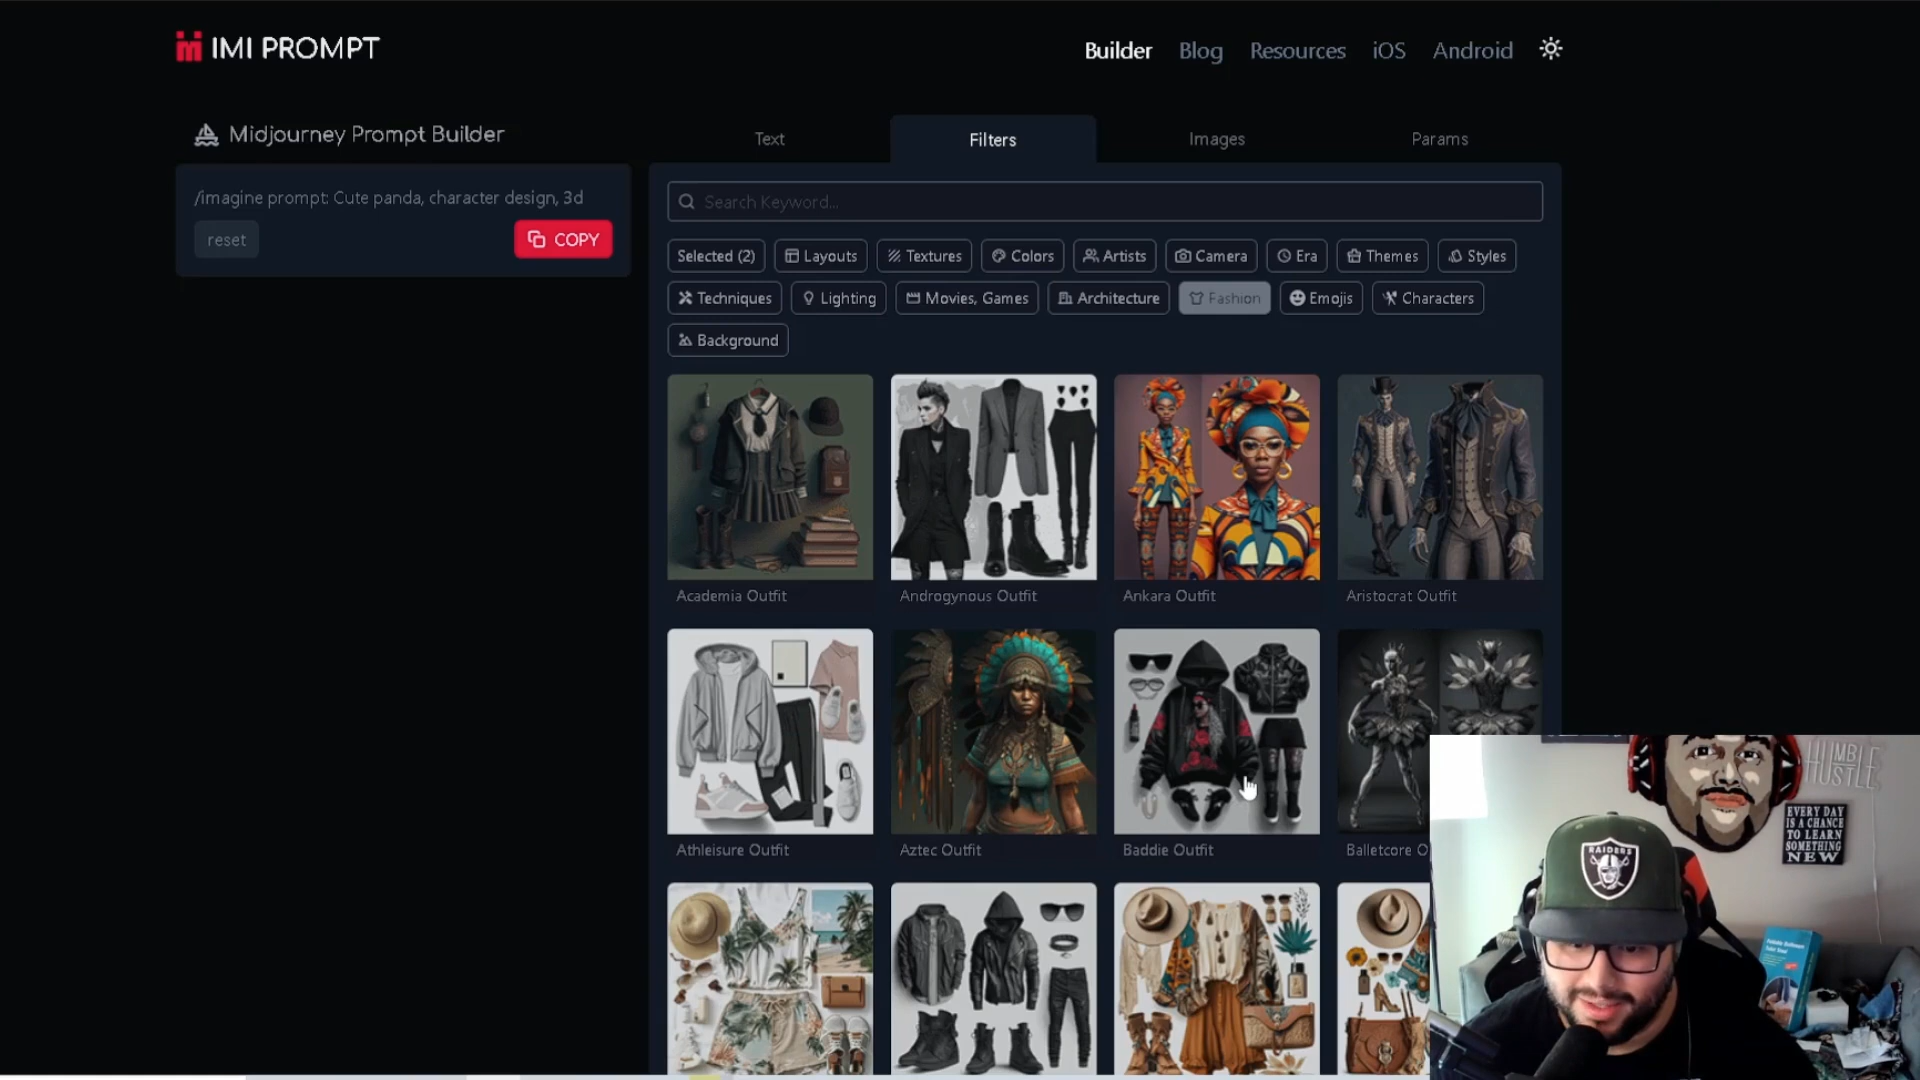 IMI PROMPT
Builder
Blog
Resources
iOS
Android
Midjourney Prompt Builder
Text
Filters
Images
Params
/imagine prompt: Cute panda, character design, 3d
reset
COPY
Search Keyword...
Selected (2)
Layouts
Textures
Colors
Artists
Camera
Era
Themes
Styles
Techniques
Lighting
Movies, Games
Architecture
Fashion
Emojis
Characters
Background
Academia Outfit
Androgynous Outfit
Ankara Outfit
Aristocrat Outfit
Athleisure Outfit
Aztec Outfit
Baddie Outfit
Balletcore O
HUMBLE
HUSTLE
EVERY DAY
IS A CHANCE
TO LEARN
SOMETHING
NEW
RAIDERS